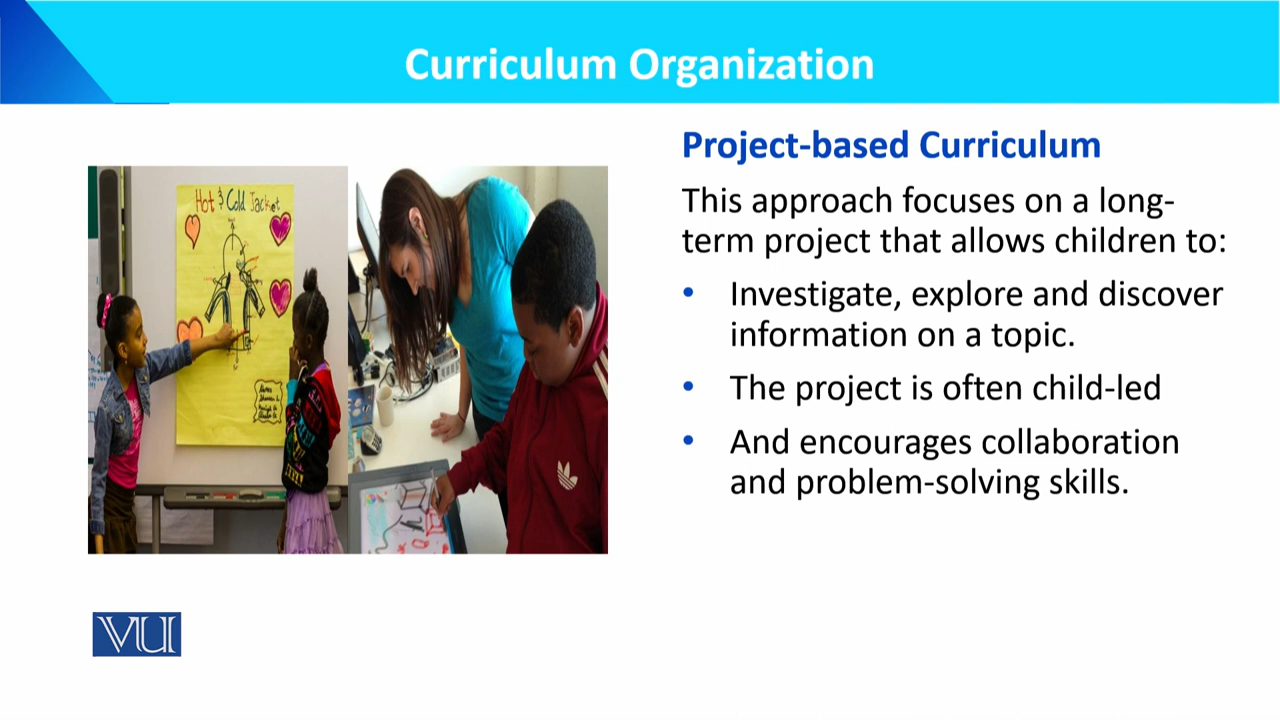 Curriculum Organization
Project-based Curriculum
This approach focuses on a long-
term project that allows children to:
• Investigate, explore and discover
information on a topic.
• The project is often child-led
• And encourages collaboration
and problem-solving skills.
Hot & Cold Jacket
VU